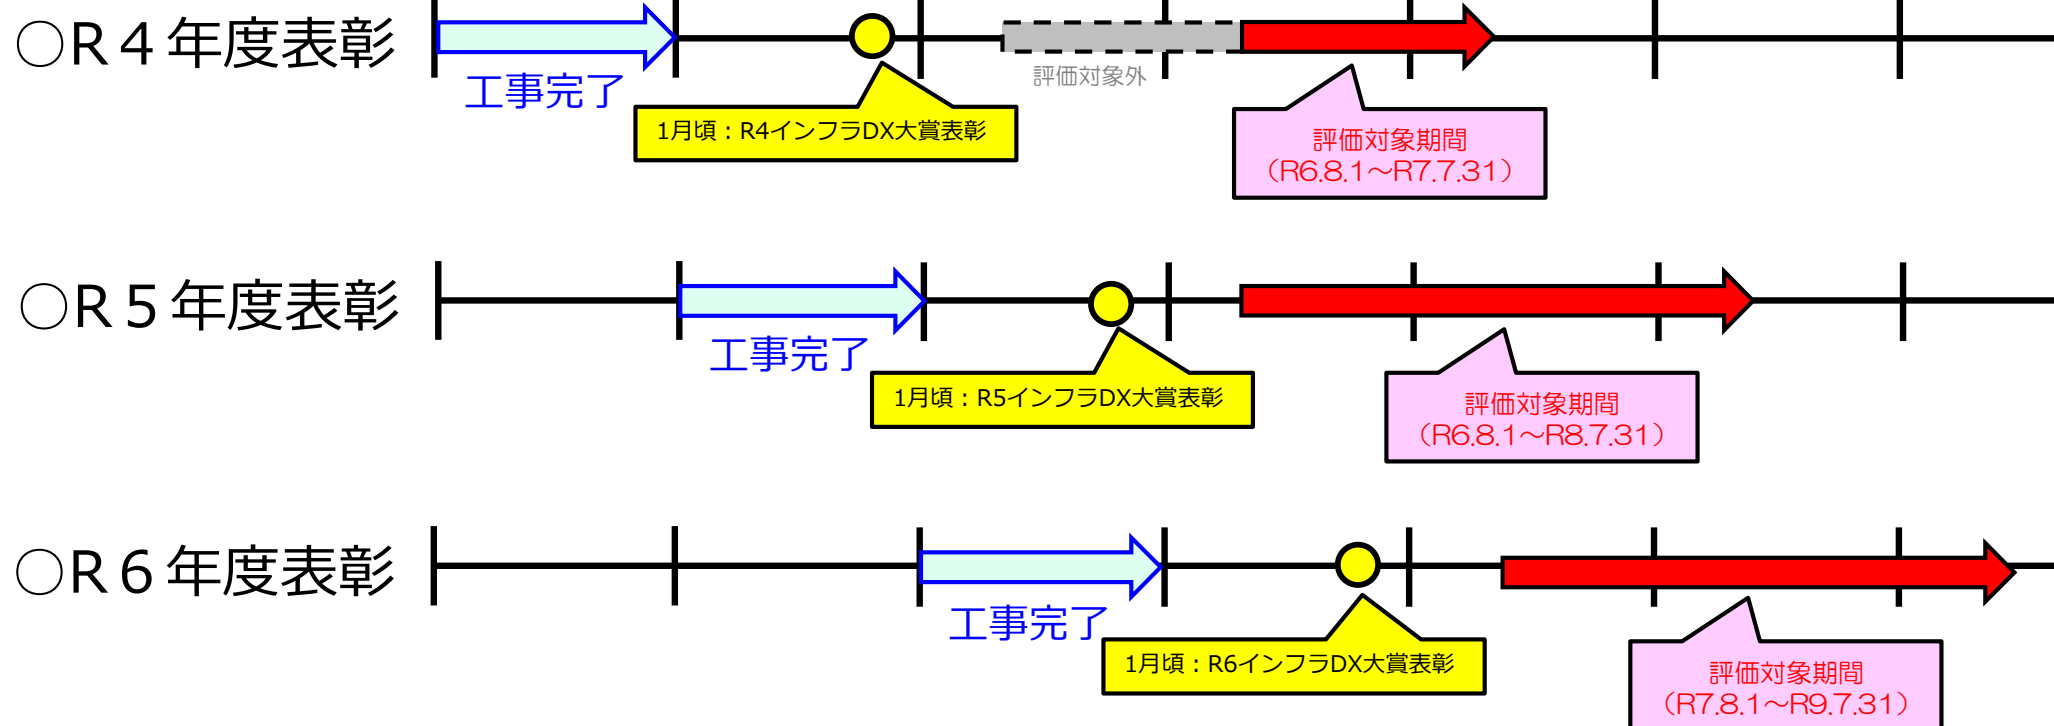 ○R4年度表彰
工事完了
評価対象外
1月頃：R4インフラDX大賞表彰
評価対象期間
（R6.8.1～R7.7.31）
○R5年度表彰
工事完了
1月頃：R5インフラDX大賞表彰
評価対象期間
（R6.8.1～R8.7.31）
○R6年度表彰
工事完了
1月頃：R6インフラDX大賞表彰
評価対象期間
（R7.8.1～R9.7.31）